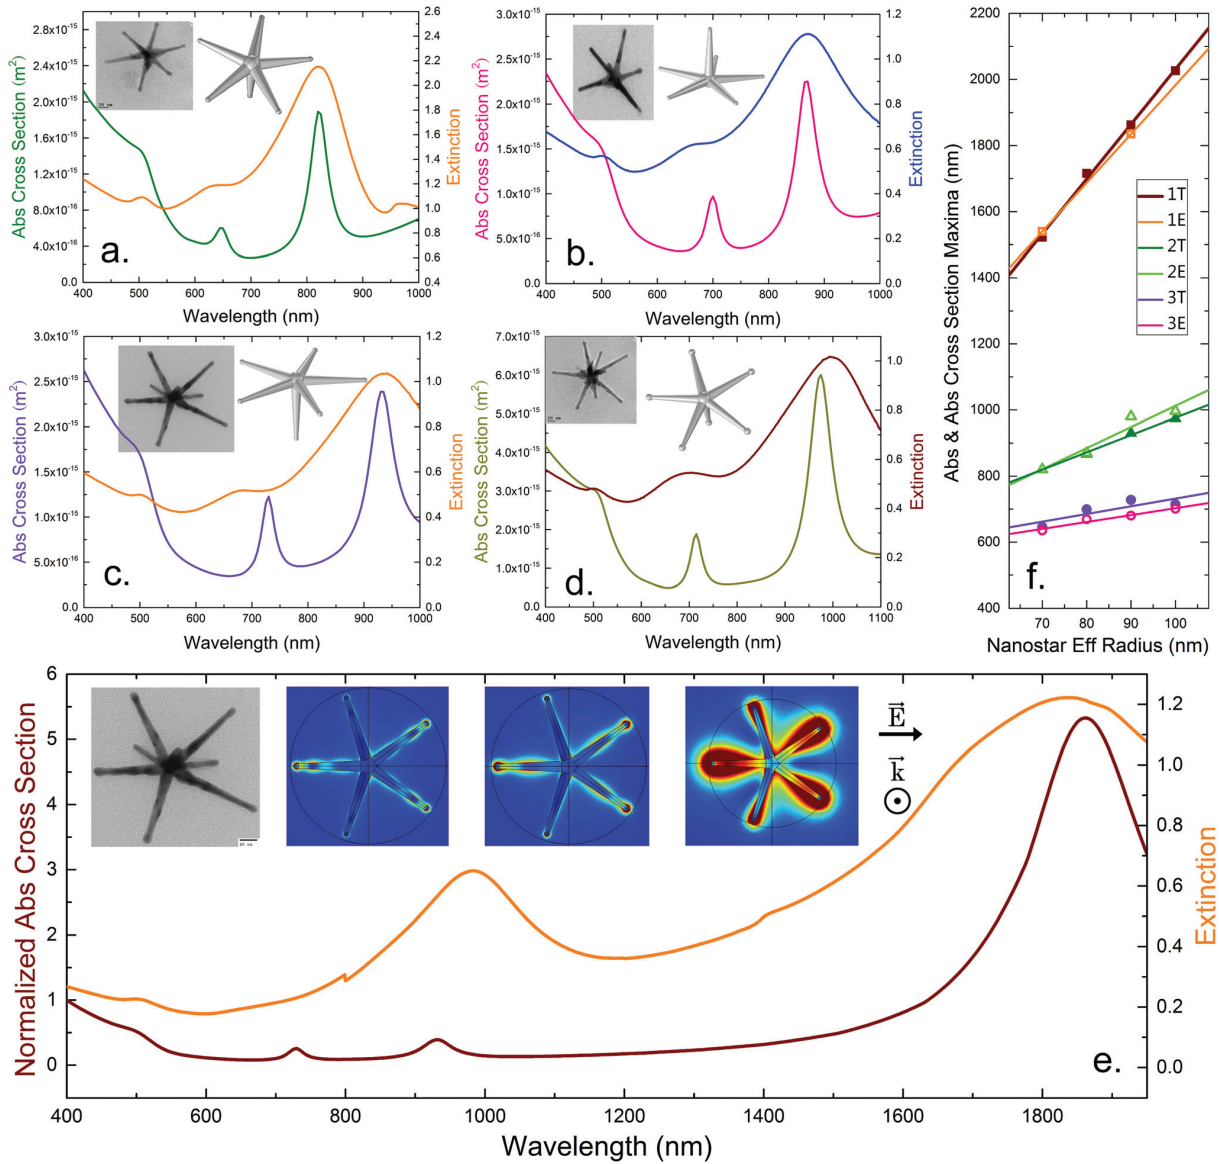 2.8x10⁻¹⁵
2.4x10⁻¹⁵
2.0x10⁻¹⁵
1.6x10⁻¹⁵
1.2x10⁻¹⁵
8.0x10⁻¹⁶
4.0x10⁻¹⁶
0.0
Abs Cross Section (m²)
2.6
2.4
2.2
2.0
1.8
1.6
1.4
1.2
1.0
0.8
0.6
0.4
Extinction
20 nm
a.
400 500 600 700 800 900 1000
Wavelength (nm)
3.0x10⁻¹⁵
2.5x10⁻¹⁵
2.0x10⁻¹⁵
1.5x10⁻¹⁵
1.0x10⁻¹⁵
5.0x10⁻¹⁶
0.0
Abs Cross Section (m²)
1.2
1.0
0.8
0.6
0.4
0.2
0.0
Extinction
b.
400 500 600 700 800 900 1000
Wavelength (nm)
3.0x10⁻¹⁵
2.5x10⁻¹⁵
2.0x10⁻¹⁵
1.5x10⁻¹⁵
1.0x10⁻¹⁵
5.0x10⁻¹⁶
0.0
Abs Cross Section (m²)
1.2
1.0
0.8
0.6
0.4
0.2
0.0
Extinction
c.
400 500 600 700 800 900 1000
Wavelength (nm)
7.0x10⁻¹⁵
6.0x10⁻¹⁵
5.0x10⁻¹⁵
4.0x10⁻¹⁵
3.0x10⁻¹⁵
2.0x10⁻¹⁵
1.0x10⁻¹⁵
0.0
Abs Cross Section (m²)
1.0
0.8
0.6
0.4
0.2
0.0
Extinction
d.
400 500 600 700 800 900 1000 1100
Wavelength (nm)
2200
2000
1800
1600
1400
1200
1000
800
600
400
Abs & Abs Cross Section Maxima (nm)
1T
1E
2T
2E
3T
3E
f.
70 80 90 100
Nanostar Eff Radius (nm)
6
5
4
3
2
1
0
Normalized Abs Cross Section
E
k
1.2
1.0
0.8
0.6
0.4
0.2
0.0
Extinction
e.
400 600 800 1000 1200 1400 1600 1800
Wavelength (nm)